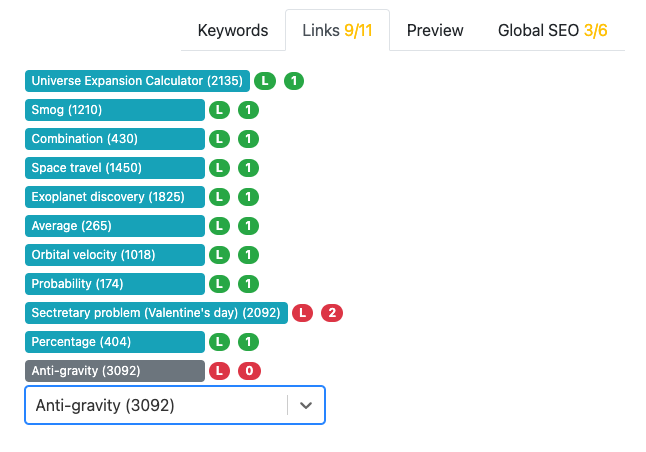 Keywords Links 9/11 Preview Global SEO 3/6
Universe Expansion Calculator (2135) L 1
Smog (1210) L 1
Combination (430) L 1
Space travel (1450) L 1
Exoplanet discovery (1825) L 1
Average (265) L 1
Orbital velocity (1018) L 1
Probability (174) L 1
Sectretary problem (Valentine's day) (2092) L 2
Percentage (404) L 1
Anti-gravity (3092) L 0
Anti-gravity (3092)